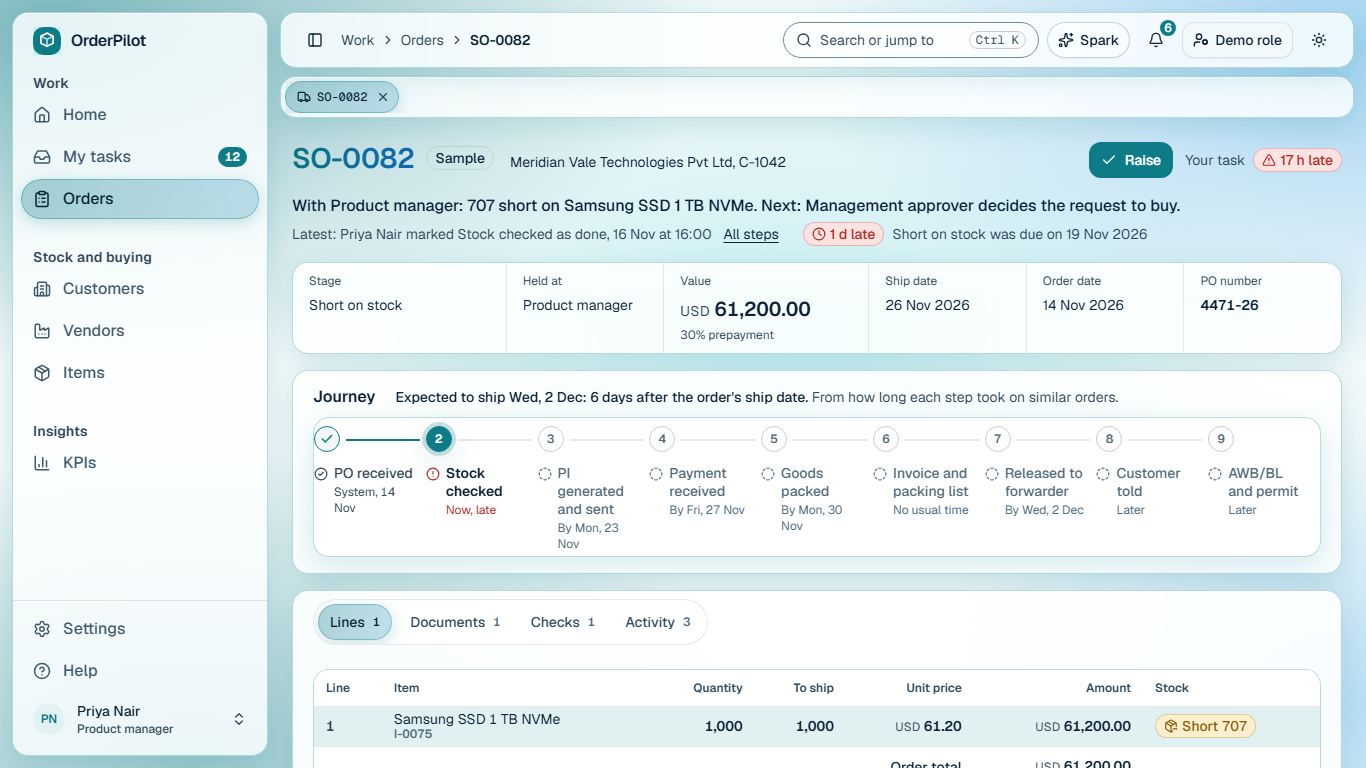 OrderPilot
Work
Home
My tasks 12
Orders
Stock and buying
Customers
Vendors
Items
Insights
KPIs
Settings
Help
PN Priya Nair
Product manager
Work > Orders > SO-0082
Search or jump to Ctrl K
Spark
6
Demo role
SO-0082
SO-0082 Sample Meridian Vale Technologies Pvt Ltd, C-1042
Raise Your task 17 h late
With Product manager: 707 short on Samsung SSD 1 TB NVMe. Next: Management approver decides the request to buy.
Latest: Priya Nair marked Stock checked as done, 16 Nov at 16:00 All steps 1 d late Short on stock was due on 19 Nov 2026
Stage
Short on stock
Held at
Product manager
Value
USD 61,200.00
30% prepayment
Ship date
26 Nov 2026
Order date
14 Nov 2026
PO number
4471-26
Journey Expected to ship Wed, 2 Dec: 6 days after the order's ship date. From how long each step took on similar orders.
PO received
System, 14
Nov
2
Stock
checked
Now, late
3
PI
generated
and sent
By Mon, 23
Nov
4
Payment
received
By Fri, 27 Nov
5
Goods
packed
By Mon, 30
Nov
6
Invoice and
packing list
No usual time
7
Released to
forwarder
By Wed, 2 Dec
8
Customer
told
Later
9
AWB/BL
and permit
Later
Lines 1 Documents 1 Checks 1 Activity 3
Line Item Quantity To ship Unit price Amount Stock
1 Samsung SSD 1 TB NVMe 1,000 1,000 USD 61.20 USD 61,200.00 Short 707
I-0075
Order total USD 61,200.00